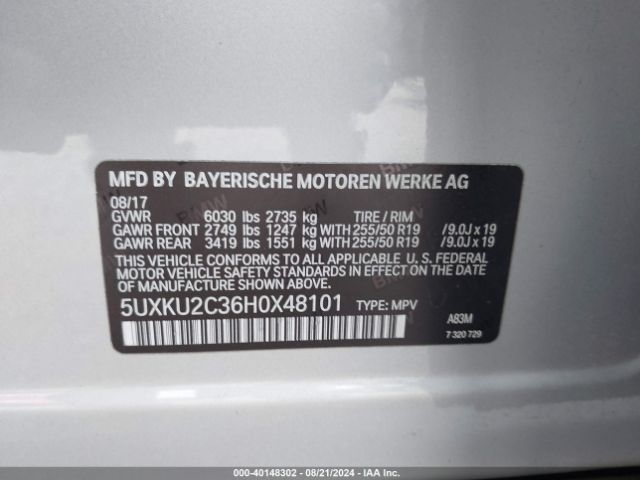 MFD BY BAYERISCHE MOTOREN WERKE AG
08/17
GVWR 6030 lbs 2735 kg TIRE / RIM
GAWR FRONT 2749 lbs 1247 kg WITH 255/50 R19 /9.0J x 19
GAWR REAR 3419 lbs 1551 kg WITH 255/50 R19 /9.0J x 19
THIS VEHICLE CONFORMS TO ALL APPLICABLE U. S. FEDERAL
MOTOR VEHICLE SAFETY STANDARDS IN EFFECT ON THE DATE OF
MANUFACTURE SHOWN ABOVE.
5UXKU2C36H0X48101 TYPE: MPV A83M
7 320 729
000-40148302 - 08/21/2024 - IAA Inc.